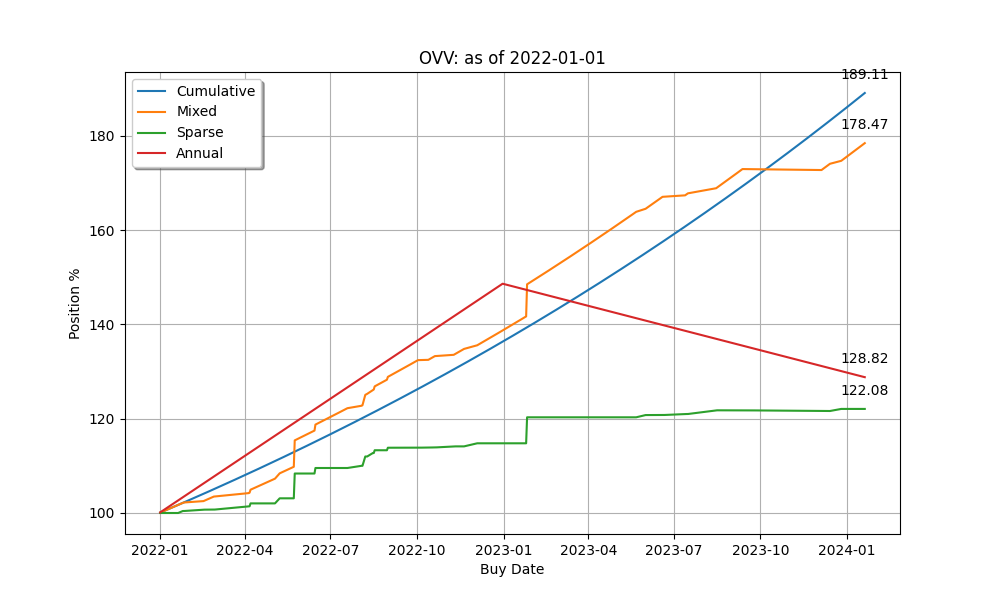 OVV: as of 2022-01-01
Cumulative
Mixed
Sparse
Annual
189.11
178.47
128.82
122.08
180
160
140
120
100
Position %
2022-01 2022-04 2022-07 2022-10 2023-01 2023-04 2023-07 2023-10 2024-01
Buy Date